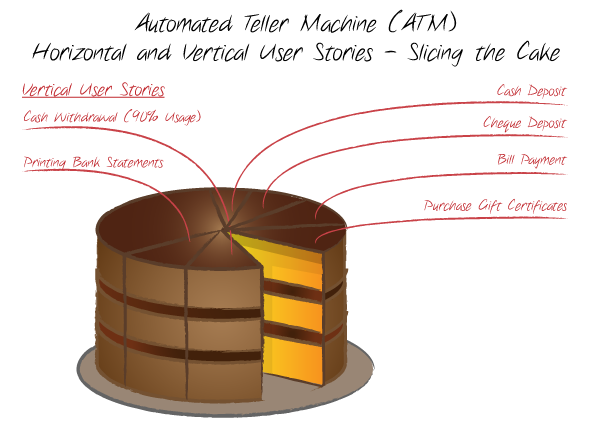 Automated Teller Machine (ATM)
Horizontal and Vertical User Stories - Slicing the Cake
Vertical User Stories
Cash Withdrawal (90% Usage)
Printing Bank Statements
Cash Deposit
Cheque Deposit
Bill Payment
Purchase Gift Certificates